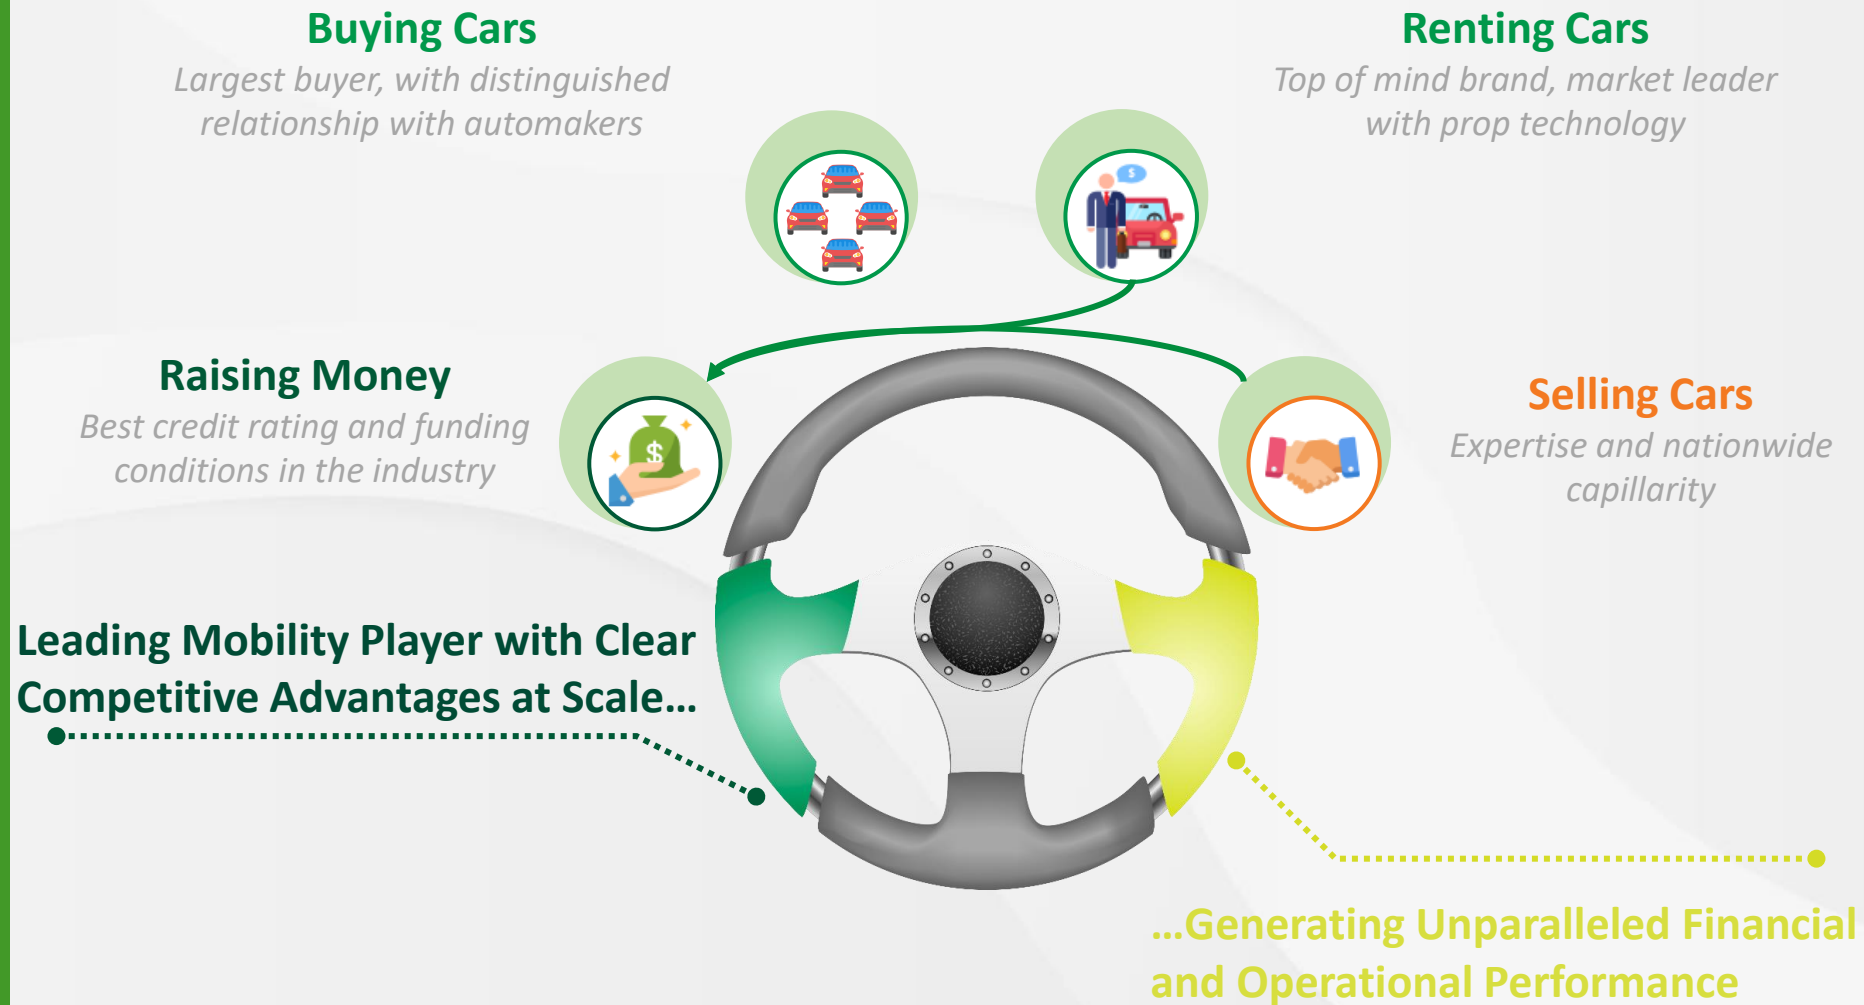 Buying Cars
Largest buyer, with distinguished
relationship with automakers
Renting Cars
Top of mind brand, market leader
with prop technology
Raising Money
Best credit rating and funding
conditions in the industry
Selling Cars
Expertise and nationwide
capillarity
Leading Mobility Player with Clear
Competitive Advantages at Scale…
…Generating Unparalleled Financial
and Operational Performance